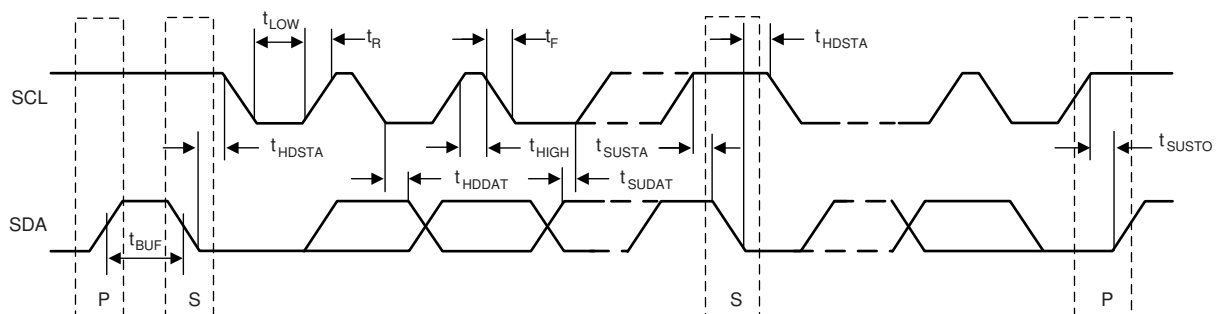 tLOW
tR
tF
tHDSTA
SCL
tHDSTA
tHIGH
tSUSTA
tSUSTO
tHDDAT
tSUDAT
SDA
tBUF
P
S
S
P